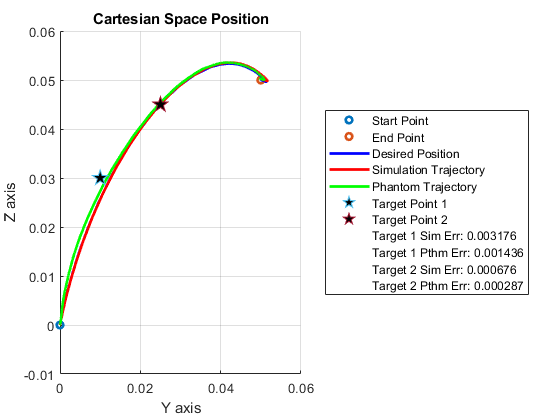 Cartesian Space Position
0.06
0.05
0.04
0.03
0.02
0.01
0
-0.01
Z axis
0
0.02
0.04
0.06
Y axis
Start Point
End Point
Desired Position
Simulation Trajectory
Phantom Trajectory
Target Point 1
Target Point 2
Target 1 Sim Err: 0.003176
Target 1 Pthm Err: 0.001436
Target 2 Sim Err: 0.000676
Target 2 Pthm Err: 0.000287